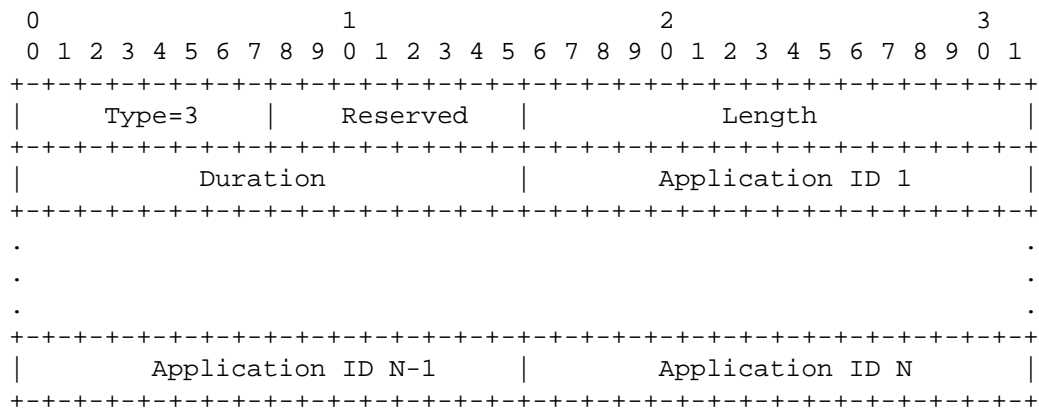 0                   1                   2                   3
 0 1 2 3 4 5 6 7 8 9 0 1 2 3 4 5 6 7 8 9 0 1 2 3 4 5 6 7 8 9 0 1
+-+-+-+-+-+-+-+-+-+-+-+-+-+-+-+-+-+-+-+-+-+-+-+-+-+-+-+-+-+-+-+-+
|     Type=3    |    Reserved   |            Length             |
+-+-+-+-+-+-+-+-+-+-+-+-+-+-+-+-+-+-+-+-+-+-+-+-+-+-+-+-+-+-+-+-+
|           Duration            |        Application ID 1       |
+-+-+-+-+-+-+-+-+-+-+-+-+-+-+-+-+-+-+-+-+-+-+-+-+-+-+-+-+-+-+-+-+
.                                                               .
.                                                               .
.                                                               .
+-+-+-+-+-+-+-+-+-+-+-+-+-+-+-+-+-+-+-+-+-+-+-+-+-+-+-+-+-+-+-+-+
|        Application ID N-1     |        Application ID N       |
+-+-+-+-+-+-+-+-+-+-+-+-+-+-+-+-+-+-+-+-+-+-+-+-+-+-+-+-+-+-+-+-+